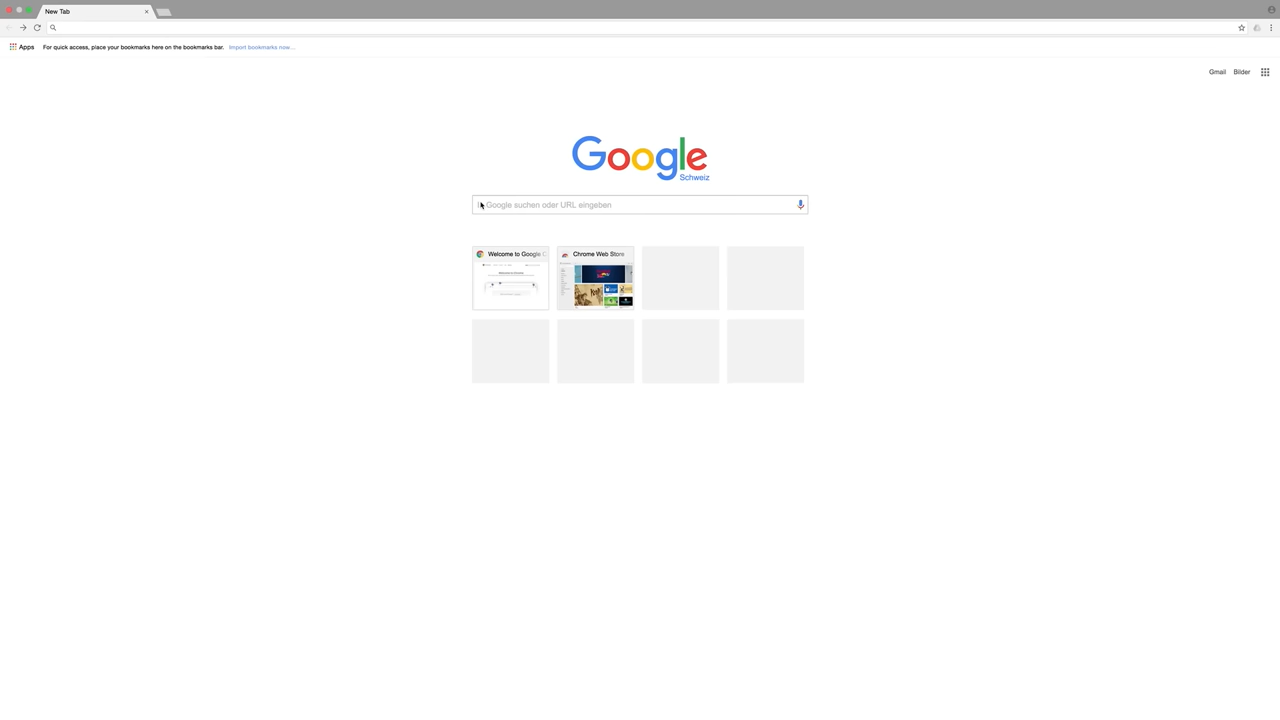 New Tab
Apps
For quick access, place your bookmarks here on the bookmarks bar. Import bookmarks now...
Gmail Bilder
Google
Schweiz
Google suchen oder URL eingeben
Welcome to Google C
Chrome Web Store